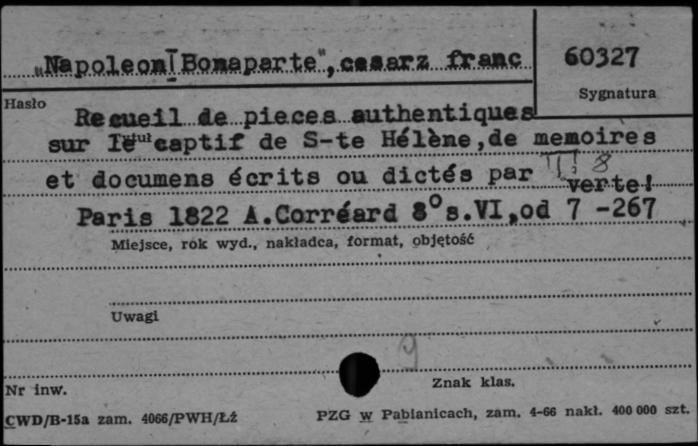 „Napoleon I Bonaparte", cesarz franc
60327
Sygnatura
Hasło
Recueil de pieces authentiques
sur le captif de S-te Hélène, de memoires
et documens écrits ou dictés par
T. 8
verte!
Paris 1822 A.Corréard 8° s.VI, od 7 -267
Miejsce, rok wyd., nakładca, format, objętość
Uwagi
9
Nr inw.
Znak klas.
CWD/B-15a zam. 4066/PWH/Łż
PZG w Pabianicach, zam. 4-66 nakł. 400 000 szt.